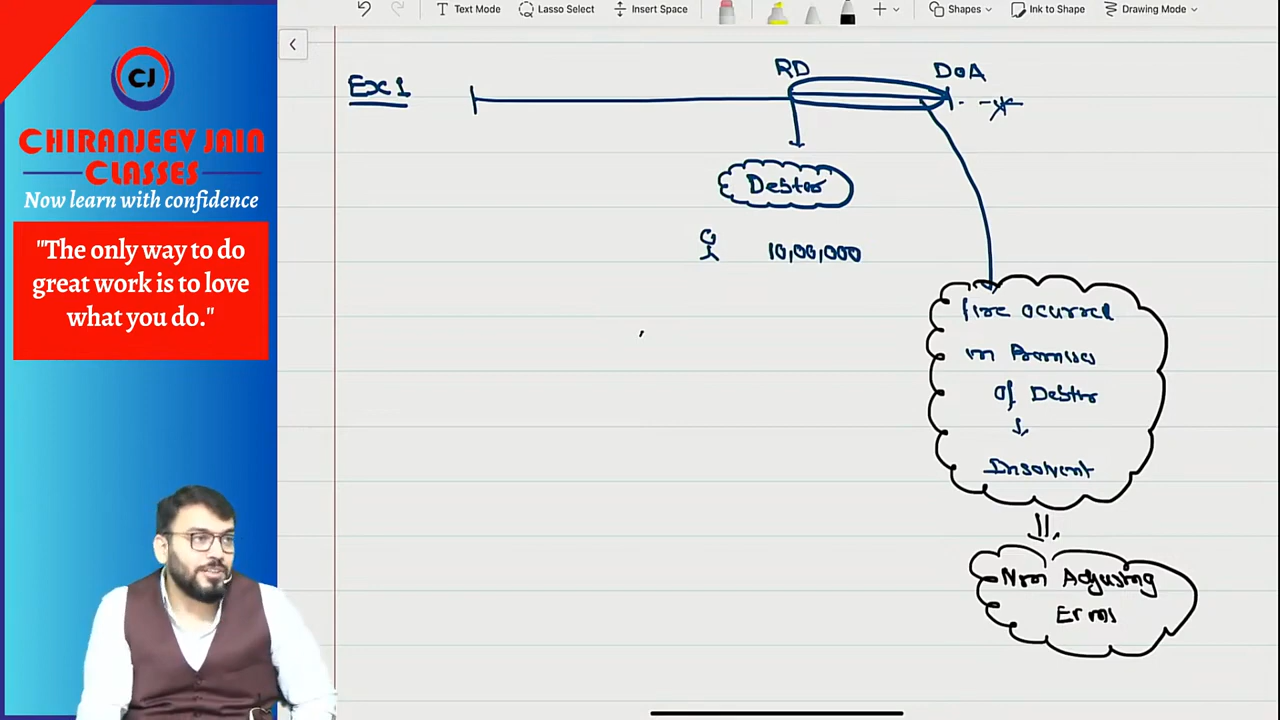 Text Mode Lasso Select Insert Space Shapes Ink to Shape Drawing Mode
CJ
CHIRANJEEV JAIN
CLASSES
Now learn with confidence
"The only way to do
great work is to love
what you do."
EX 1
RD
DOA
Debtor
10,00,000
fire ocurred
in Premises
of Debtor
Insolvent
Non Adjusting